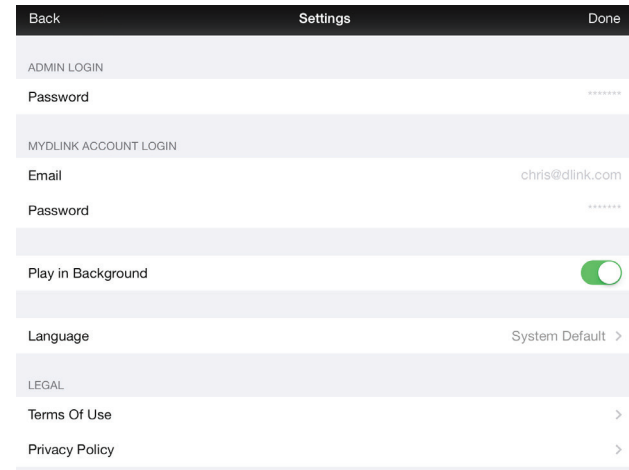 Back Settings Done
ADMIN LOGIN
Password *******
MYDLINK ACCOUNT LOGIN
Email chris@dlink.com
Password *******
Play in Background
Language System Default >
LEGAL
Terms Of Use >
Privacy Policy >